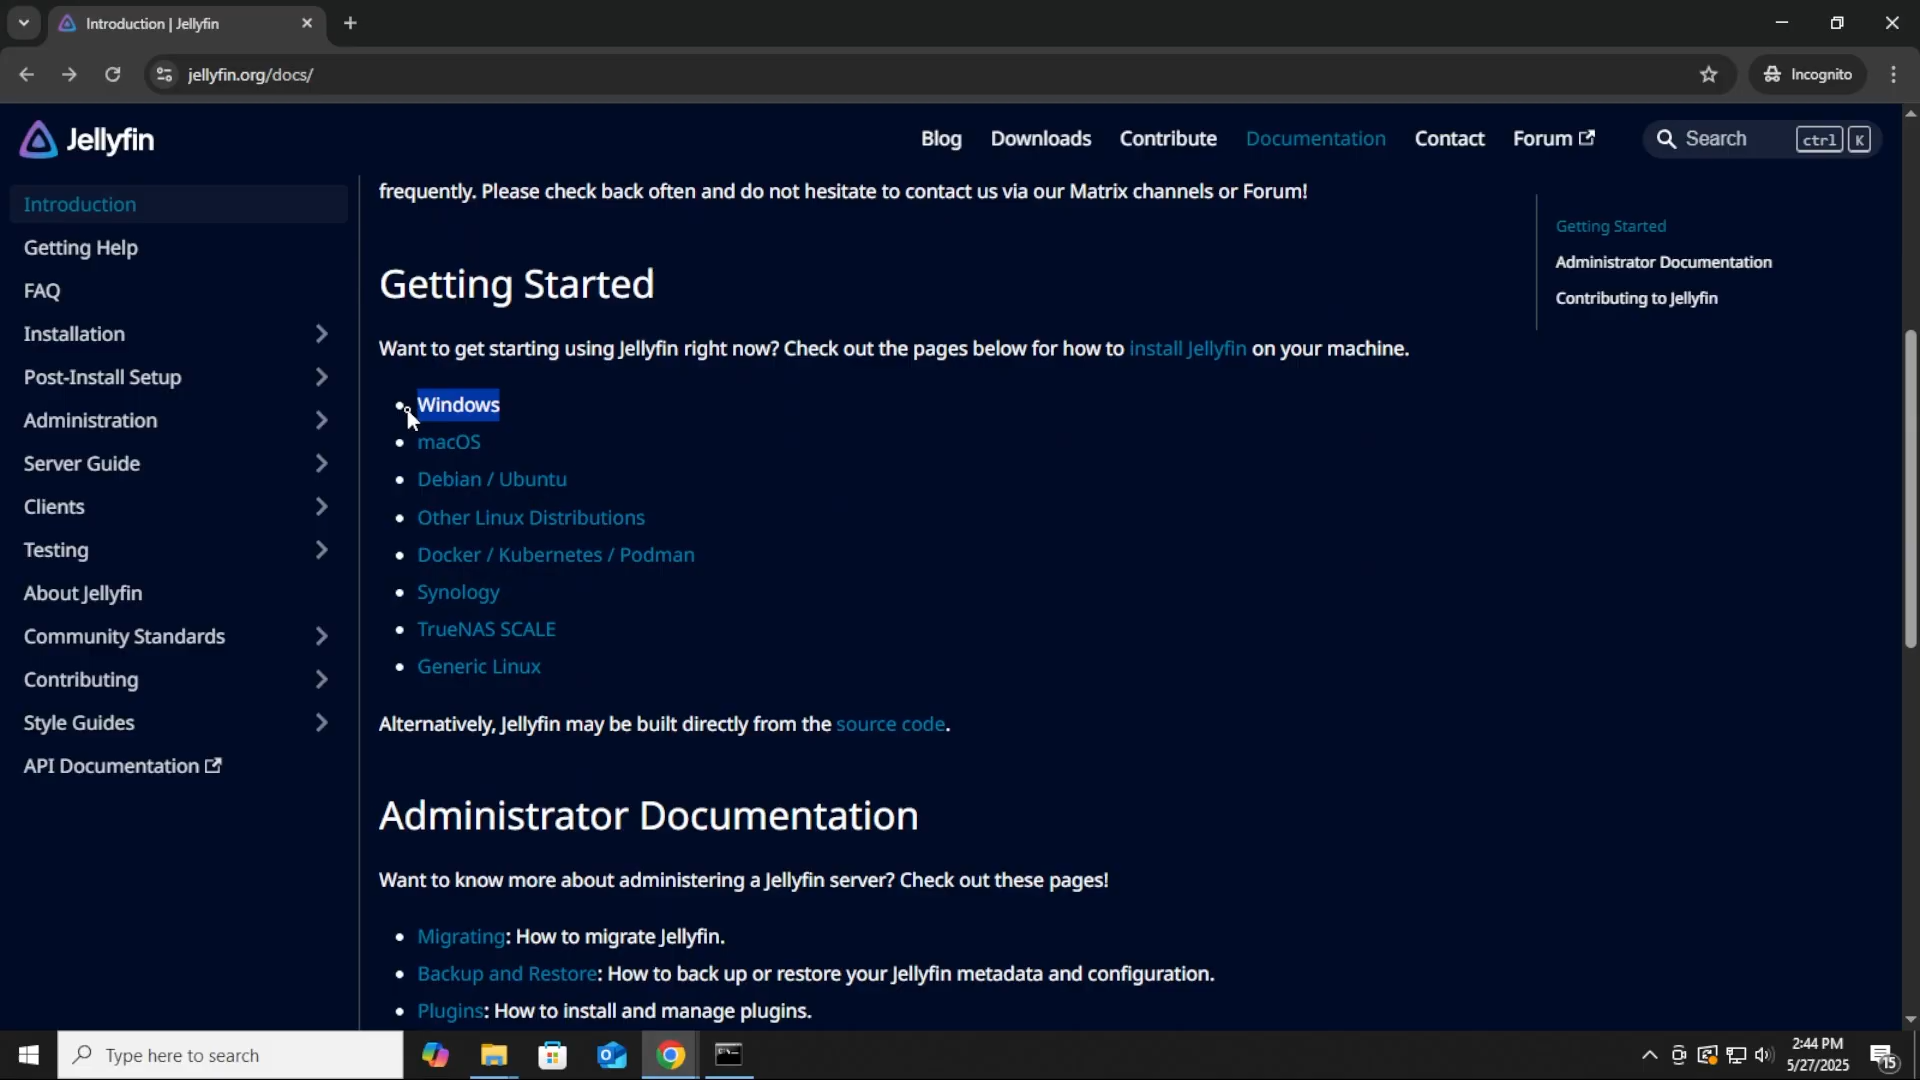 Introduction | Jellyfin
jellyfin.org/docs/
Incognito
Jellyfin
Blog
Downloads
Contribute
Documentation
Contact
Forum
Search
ctrl K
Introduction
Getting Help
FAQ
Installation
Post-Install Setup
Administration
Server Guide
Clients
Testing
About Jellyfin
Community Standards
Contributing
Style Guides
API Documentation
frequently. Please check back often and do not hesitate to contact us via our Matrix channels or Forum!
Getting Started
Want to get starting using Jellyfin right now? Check out the pages below for how to install Jellyfin on your machine.
Windows
macOS
Debian / Ubuntu
Other Linux Distributions
Docker / Kubernetes / Podman
Synology
TrueNAS SCALE
Generic Linux
Alternatively, Jellyfin may be built directly from the source code.
Administrator Documentation
Want to know more about administering a Jellyfin server? Check out these pages!
Migrating: How to migrate Jellyfin.
Backup and Restore: How to back up or restore your Jellyfin metadata and configuration.
Plugins: How to install and manage plugins.
Getting Started
Administrator Documentation
Contributing to Jellyfin
Type here to search
2:44 PM
5/27/2025
15